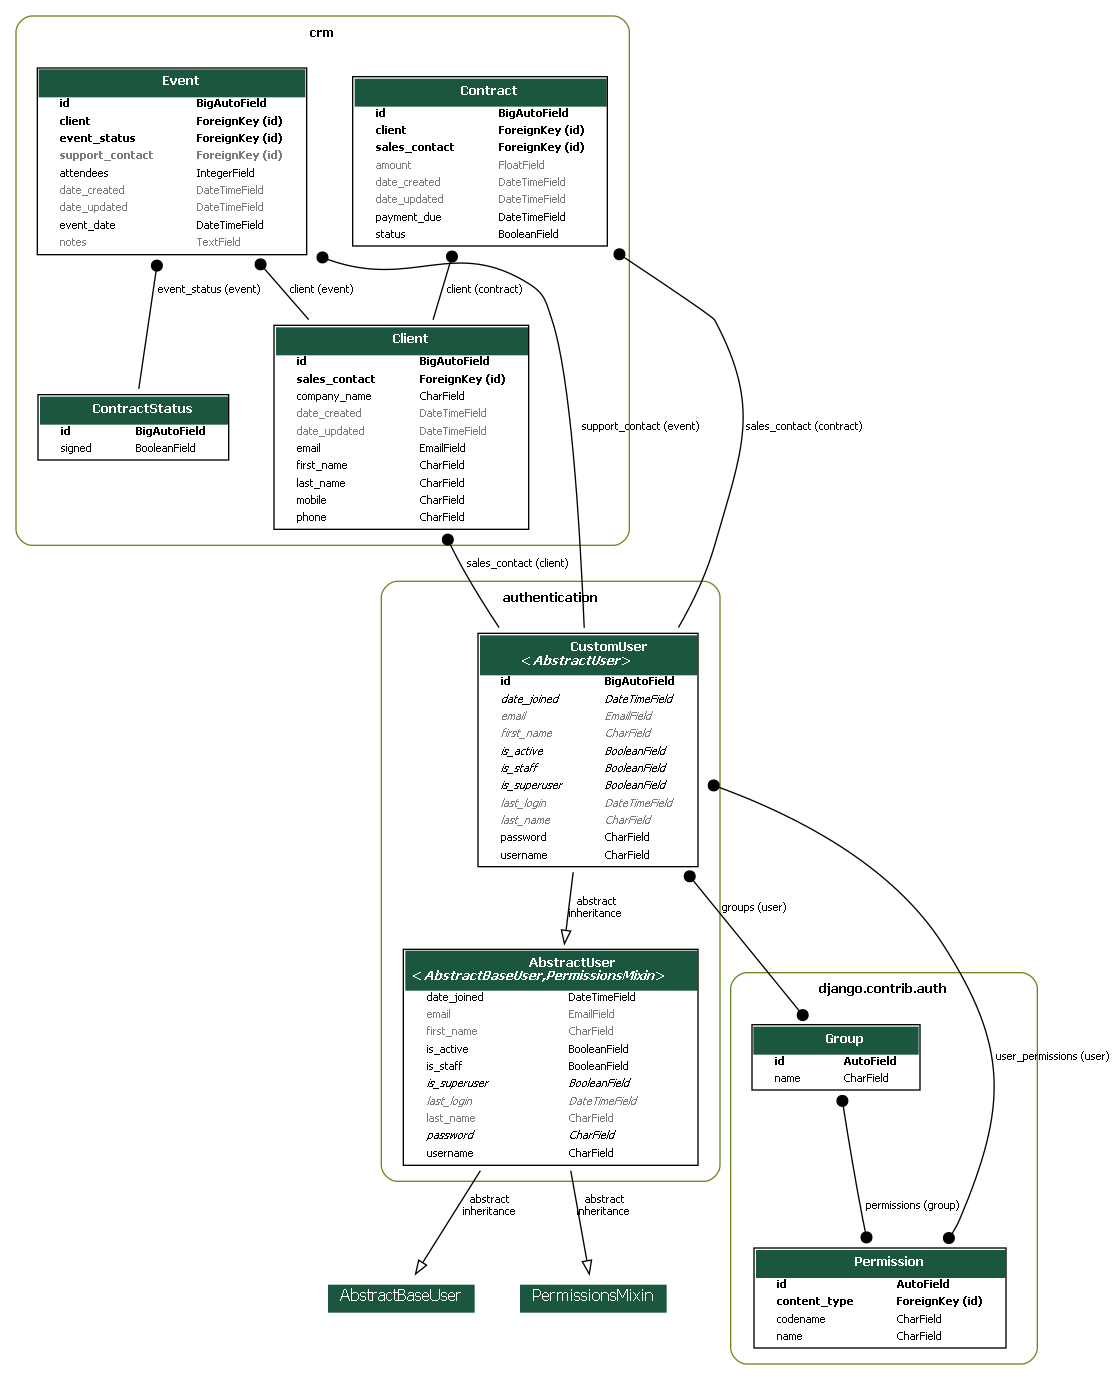 crm
Event
id BigAutoField
client ForeignKey (id)
event_status ForeignKey (id)
support_contact ForeignKey (id)
attendees IntegerField
date_created DateTimeField
date_updated DateTimeField
event_date DateTimeField
notes TextField
Contract
id BigAutoField
client ForeignKey (id)
sales_contact ForeignKey (id)
amount FloatField
date_created DateTimeField
date_updated DateTimeField
payment_due DateTimeField
status BooleanField
event_status (event)
client (event)
client (contract)
Client
id BigAutoField
sales_contact ForeignKey (id)
company_name CharField
date_created DateTimeField
date_updated DateTimeField
email EmailField
first_name CharField
last_name CharField
mobile CharField
phone CharField
ContractStatus
id BigAutoField
signed BooleanField
support_contact (event)
sales_contact (contract)
sales_contact (client)
authentication
CustomUser
<AbstractUser>
id BigAutoField
date_joined DateTimeField
email EmailField
first_name CharField
is_active BooleanField
is_staff BooleanField
is_superuser BooleanField
last_login DateTimeField
last_name CharField
password CharField
username CharField
abstract
inheritance
groups (user)
AbstractUser
<AbstractBaseUser,PermissionsMixin>
date_joined DateTimeField
email EmailField
first_name CharField
is_active BooleanField
is_staff BooleanField
is_superuser BooleanField
last_login DateTimeField
last_name CharField
password CharField
username CharField
django.contrib.auth
Group
id AutoField
name CharField
user_permissions (user)
permissions (group)
Permission
id AutoField
content_type ForeignKey (id)
codename CharField
name CharField
abstract
inheritance
abstract
inheritance
AbstractBaseUser
PermissionsMixin